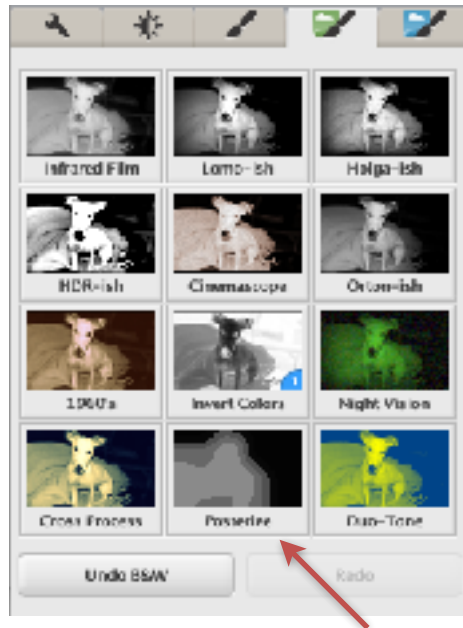 Infrared Film
Lomo-ish
Holga-ish
HDR-ish
Cinemascope
Orton-ish
1960's
Invert Colors
Night Vision
Cross Process
Posterize
Duo-Tone
Undo B&W
Redo